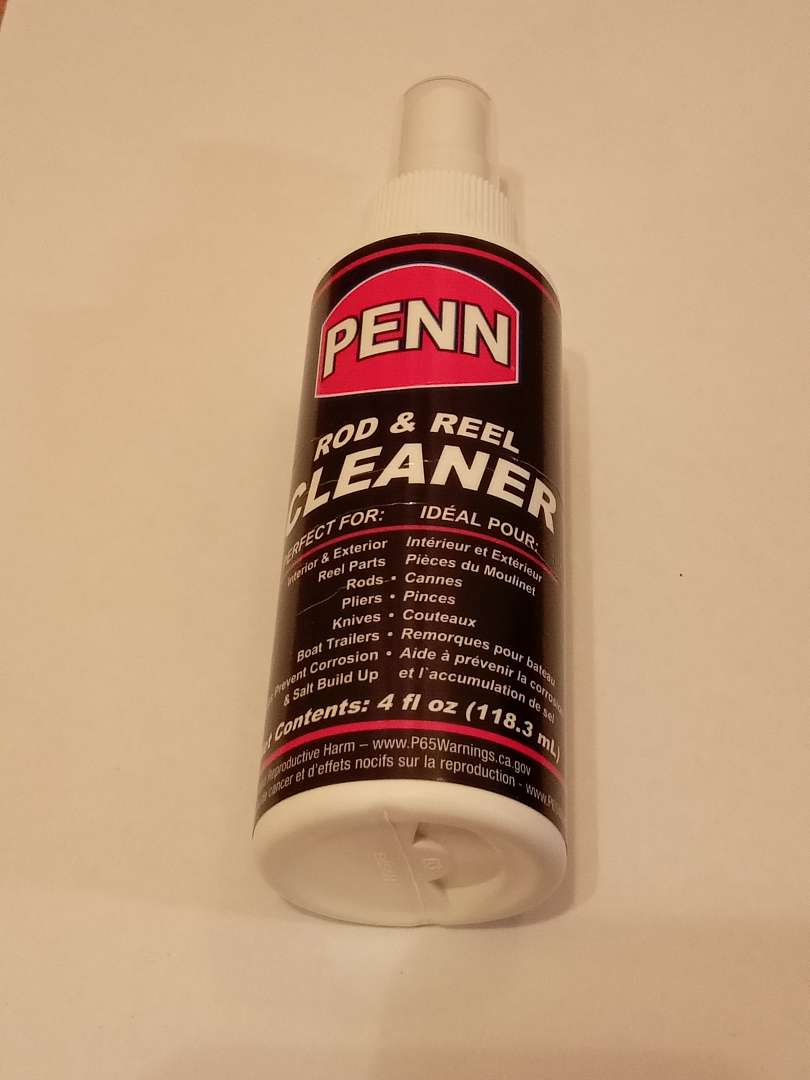 PENN
ROD & REEL
CLEANER
PERFECT FOR: IDÉAL POUR:
Interior & Exterior Intérieur et Extérieur
Reel Parts Pièces du Moulinet
Rods • Cannes
Pliers • Pinces
Knives • Couteaux
Boat Trailers • Remorques pour bateau
Prevent Corrosion • Aide à prévenir la corrosion
& Salt Build Up et l`accumulation de sel
Contents: 4 fl oz (118.3 mL)
Reproductive Harm – www.P65Warnings.ca.gov
cancer et d'effets nocifs sur la reproduction -